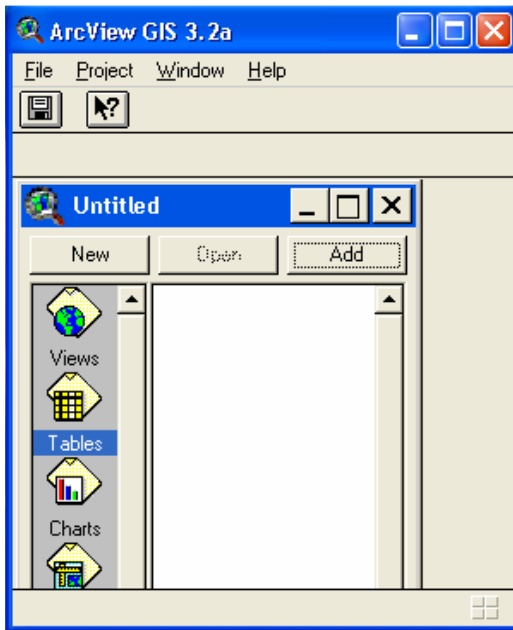 ArcView GIS 3.2a
File Project Window Help
Untitled
New Open Add
Views
Tables
Charts